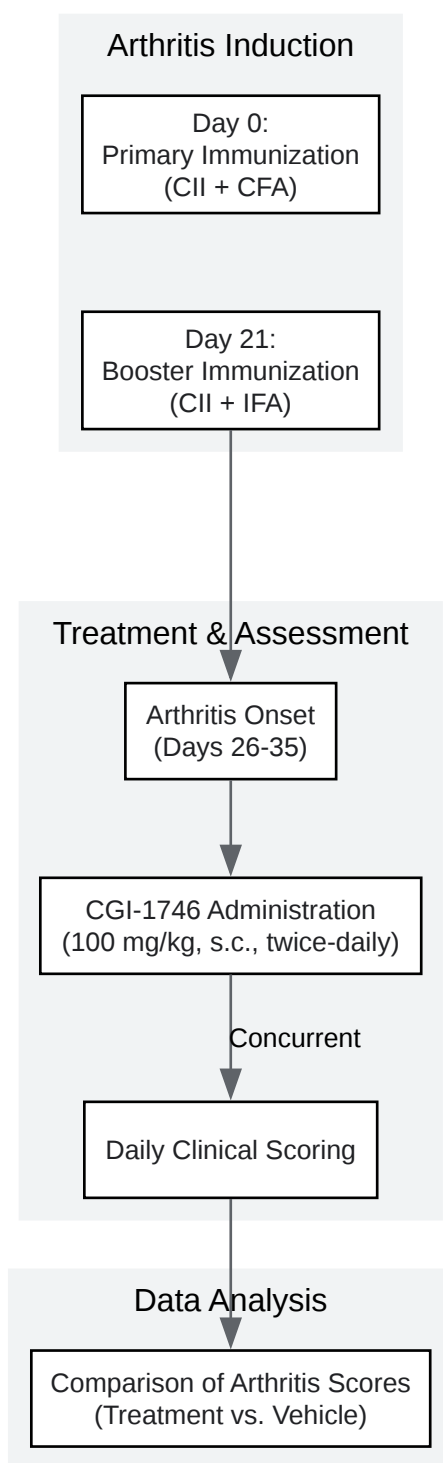 Arthritis Induction
Day 0:
Primary Immunization
(CII + CFA)
Day 21:
Booster Immunization
(CII + IFA)
Treatment & Assessment
Arthritis Onset
(Days 26-35)
CGI-1746 Administration
(100 mg/kg, s.c., twice-daily)
Concurrent
Daily Clinical Scoring
Data Analysis
Comparison of Arthritis Scores
(Treatment vs. Vehicle)